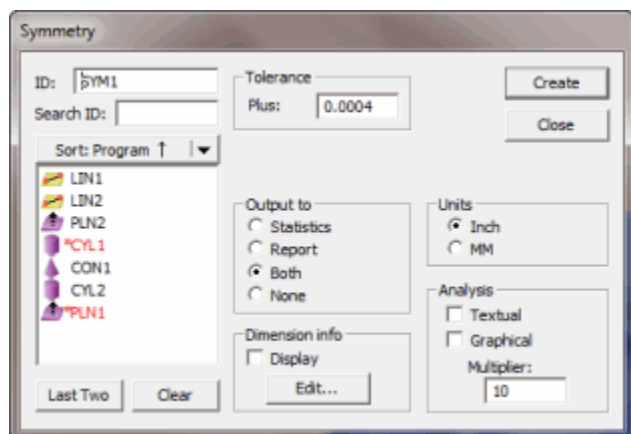 Symmetry
ID: SYM1
Search ID:
Sort: Program ↑
LIN1
LIN2
PLN2
*CYL1
CON1
CYL2
*PLN1
Last Two
Clear
Tolerance
Plus: 0.0004
Output to
Statistics
Report
Both
None
Dimension info
Display
Edit...
Create
Close
Units
Inch
MM
Analysis
Textual
Graphical
Multiplier:
10